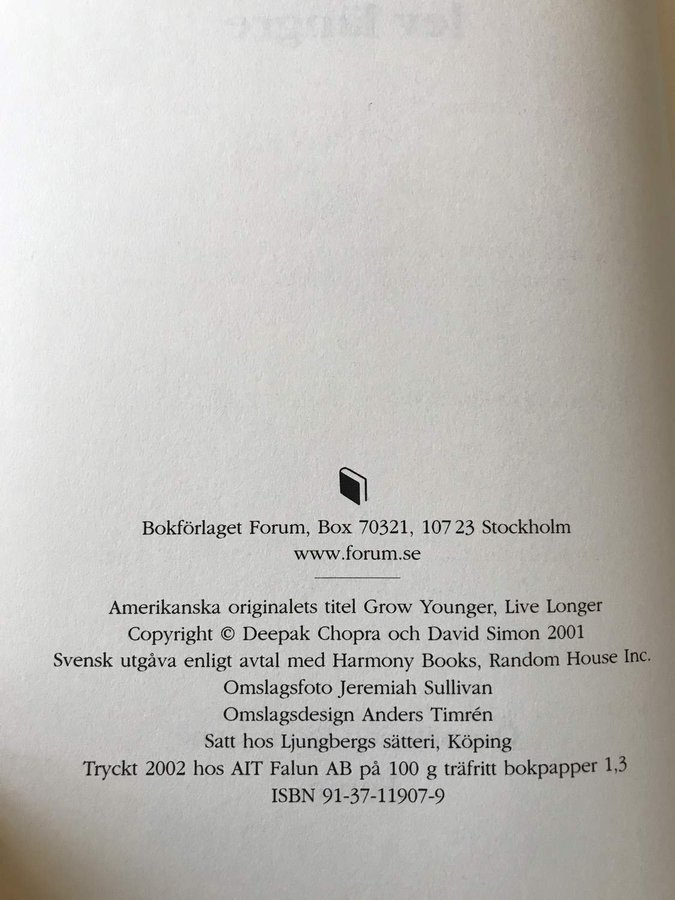 Bokförlaget Forum, Box 70321, 107 23 Stockholm
www.forum.se
Amerikanska originalets titel Grow Younger, Live Longer
Copyright © Deepak Chopra och David Simon 2001
Svensk utgåva enligt avtal med Harmony Books, Random House Inc.
Omslagsfoto Jeremiah Sullivan
Omslagsdesign Anders Timrén
Satt hos Ljungbergs sätteri, Köping
Tryckt 2002 hos AIT Falun AB på 100 g träfritt bokpapper 1,3
ISBN 91-37-11907-9